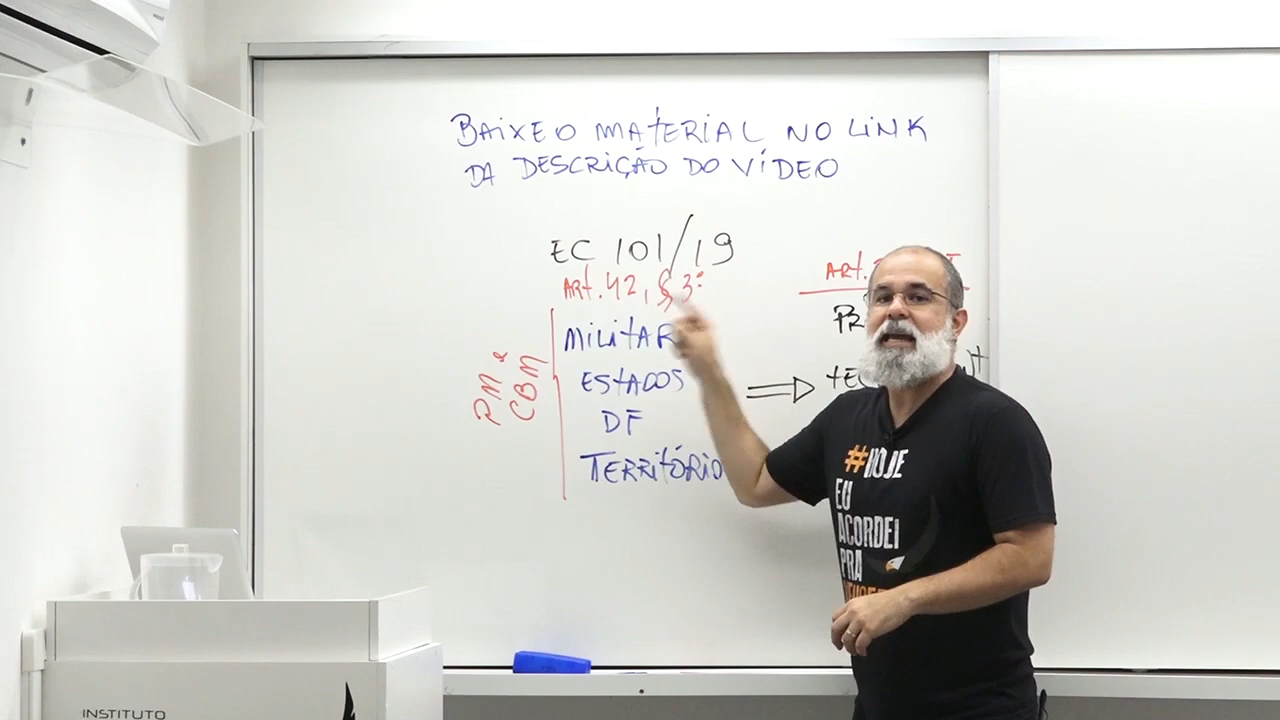 BAIXE O MATERIAL NO LINK
DA DESCRIÇÃO DO VÍDEO
EC 101/19
ART. 42, § 3º
PM e
CBM
MILITAR
ESTADOS
DF
TERRITÓRIO
ART.
#HOJE
EU
ACORDEI
PRA
INSTITUTO